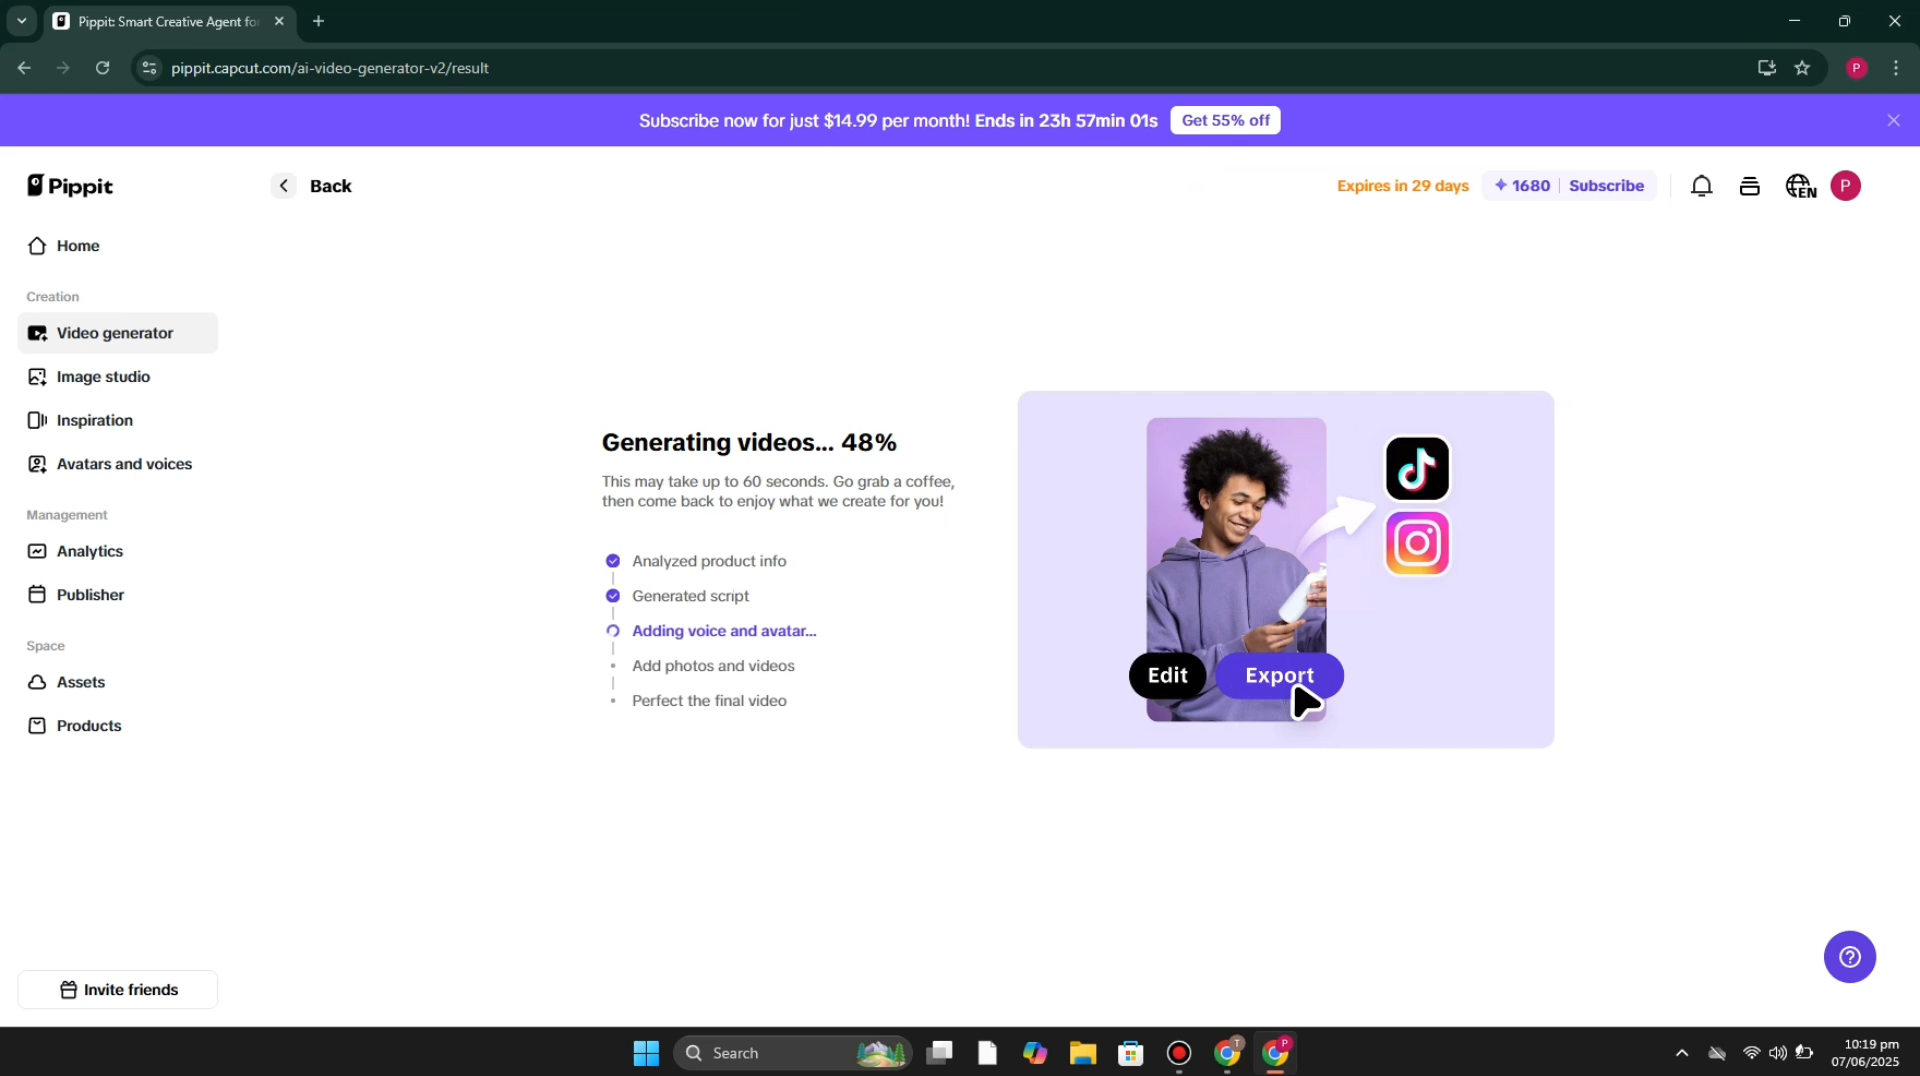 Pippit: Smart Creative Agent fo
pippit.capcut.com/ai-video-generator-v2/result
P
Subscribe now for just $14.99 per month! Ends in 23h 57min 01s
Get 55% off
Pippit
Back
Expires in 29 days
1680
Subscribe
EN
P
Home
Creation
Video generator
Image studio
Inspiration
Avatars and voices
Management
Analytics
Publisher
Space
Assets
Products
Invite friends
Generating videos... 48%
This may take up to 60 seconds. Go grab a coffee,
then come back to enjoy what we create for you!
Analyzed product info
Generated script
Adding voice and avatar...
Add photos and videos
Perfect the final video
Edit
Export
Search
T
P
10:19 pm
07/06/2025